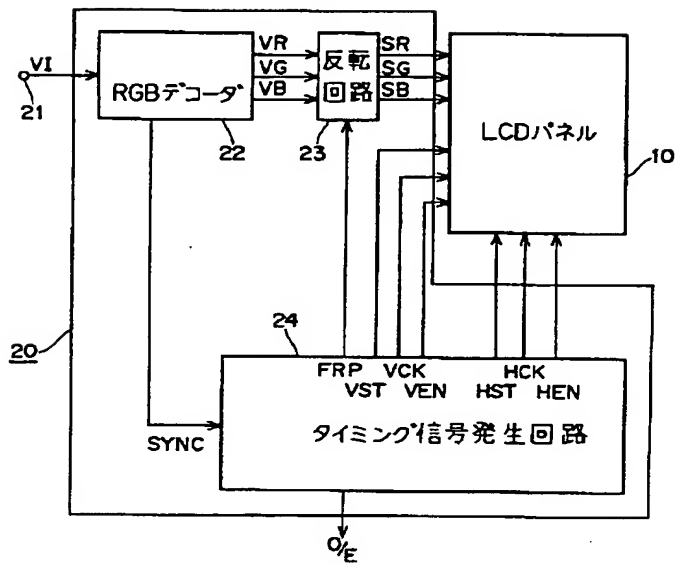 VI
21
RGBデコーダ
22
VR
VG
VB
反転
回路
23
SR
SG
SB
LCDパネル
10
20
24
FRP
VST
VCK
VEN
HST
HCK
HEN
SYNC
タイミング信号発生回路
O/E